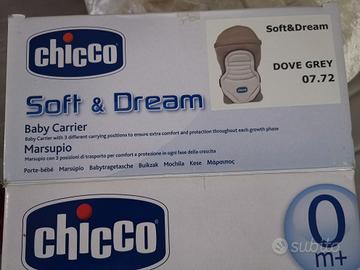 chicco
Soft&Dream
DOVE GREY
07.72
Soft & Dream
Baby Carrier
Baby Carrier with 3 different carrying positions to ensure extra comfort and protection throughout each growth phase
Marsupio
Marsupio con 3 posizioni di trasporto per comfort e protezione in ogni fase della crescita
Porte-bébé Marsúpio Babytragetasche Buikzak Mochila Kese Μάρσιπος
chicco
0
m+
subito